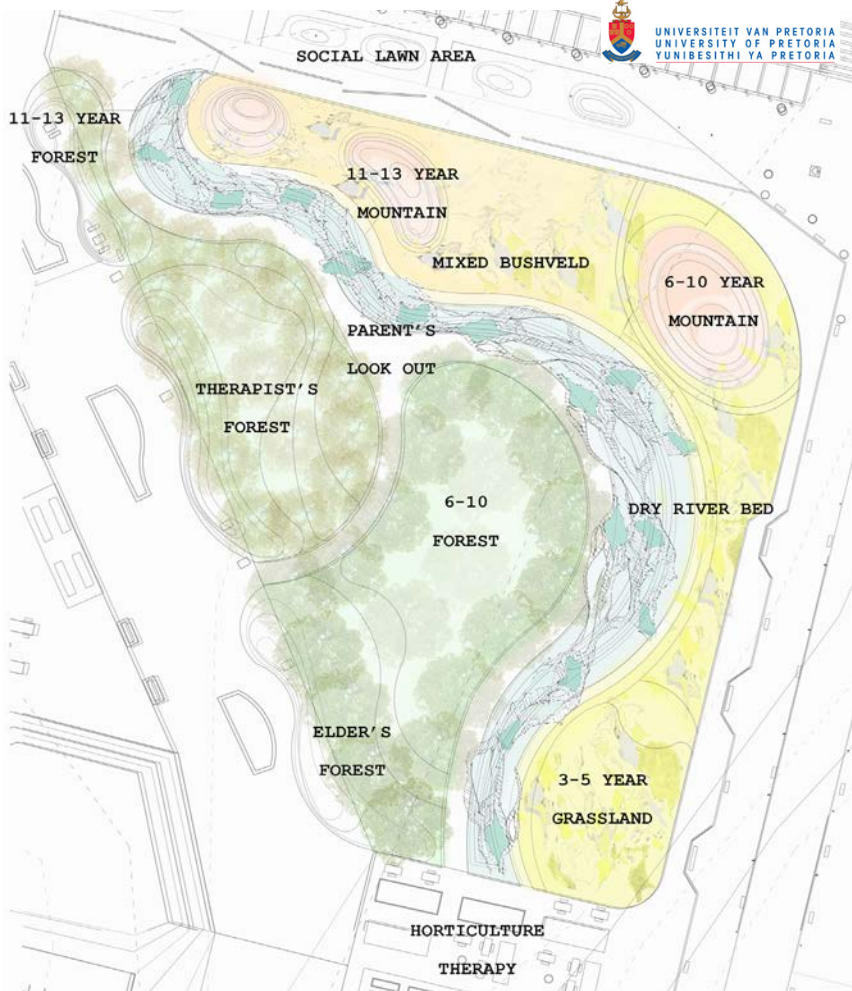 UNIVERSITEIT VAN PRETORIA
UNIVERSITY OF PRETORIA
YUNIBESITHI YA PRETORIA
SOCIAL LAWN AREA
11-13 YEAR
FOREST
11-13 YEAR
MOUNTAIN
MIXED BUSHVELD
6-10 YEAR
MOUNTAIN
PARENT'S
LOOK OUT
THERAPIST'S
FOREST
6-10
FOREST
DRY RIVER BED
ELDER'S
FOREST
3-5 YEAR
GRASSLAND
HORTICULTURE
THERAPY